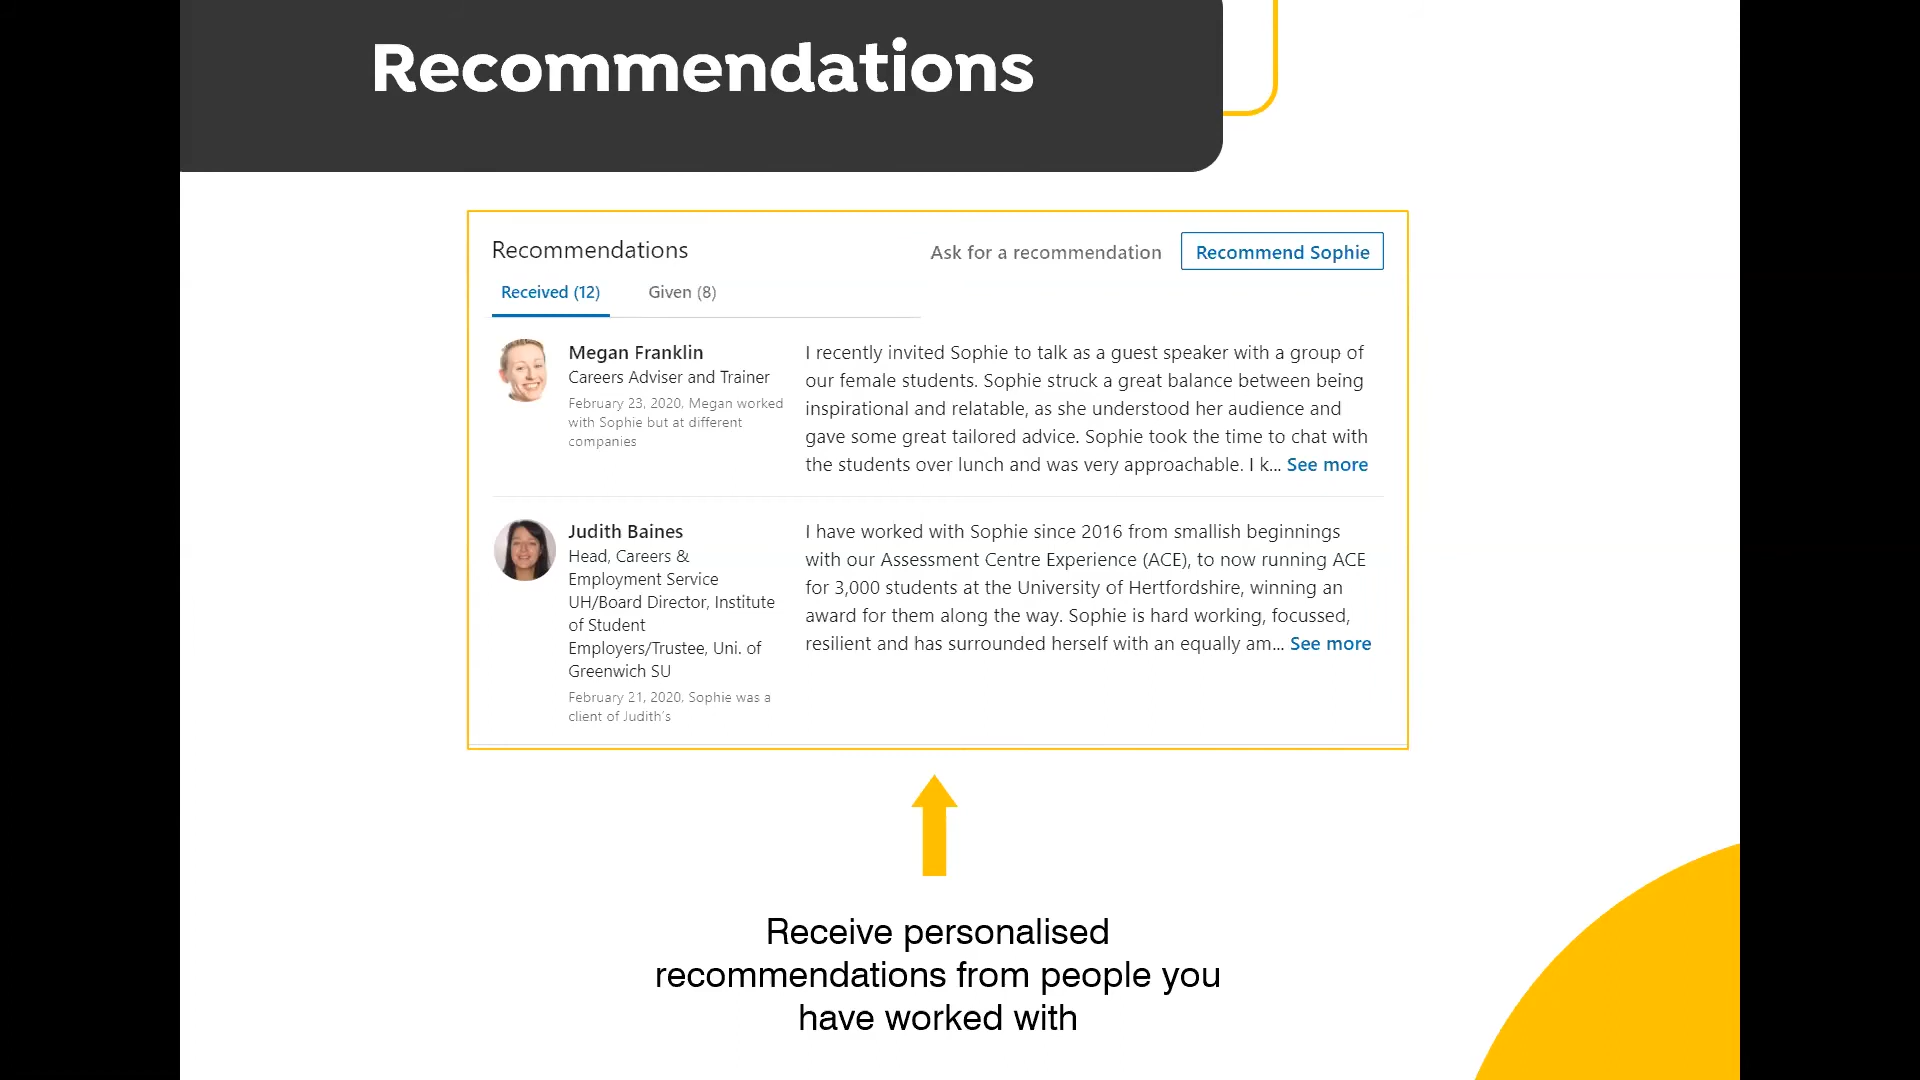 Recommendations
Recommendations
Ask for a recommendation
Recommend Sophie
Received (12)
Given (8)
Megan Franklin
Careers Adviser and Trainer
February 23, 2020, Megan worked
with Sophie but at different
companies
I recently invited Sophie to talk as a guest speaker with a group of
our female students. Sophie struck a great balance between being
inspirational and relatable, as she understood her audience and
gave some great tailored advice. Sophie took the time to chat with
the students over lunch and was very approachable. I k... See more
Judith Baines
Head, Careers &
Employment Service
UH/Board Director, Institute
of Student
Employers/Trustee, Uni. of
Greenwich SU
February 21, 2020, Sophie was a
client of Judith's
I have worked with Sophie since 2016 from smallish beginnings
with our Assessment Centre Experience (ACE), to now running ACE
for 3,000 students at the University of Hertfordshire, winning an
award for them along the way. Sophie is hard working, focussed,
resilient and has surrounded herself with an equally am... See more
Receive personalised
recommendations from people you
have worked with